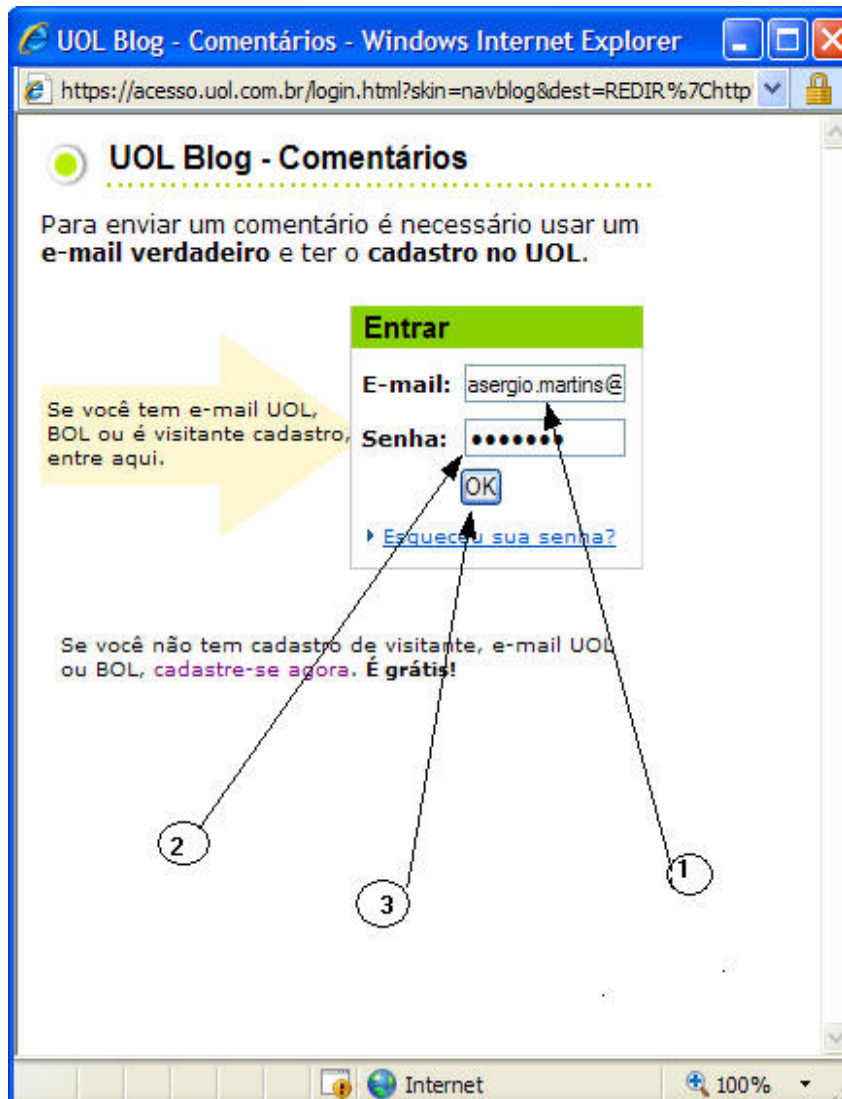 UOL Blog - Comentários - Windows Internet Explorer
https://acesso.uol.com.br/login.html?skin=navblog&dest=REDIR%7Chttp
UOL Blog - Comentários
Para enviar um comentário é necessário usar um
e-mail verdadeiro e ter o cadastro no UOL.
Entrar
E-mail: asergio.martins@
Se você tem e-mail UOL,
BOL ou é visitante cadastro,
entre aqui.
Senha: •••••••
OK
Esqueceu sua senha?
Se você não tem cadastro de visitante, e-mail UOL
ou BOL, cadastre-se agora. É grátis!
2
3
1
Internet
100%